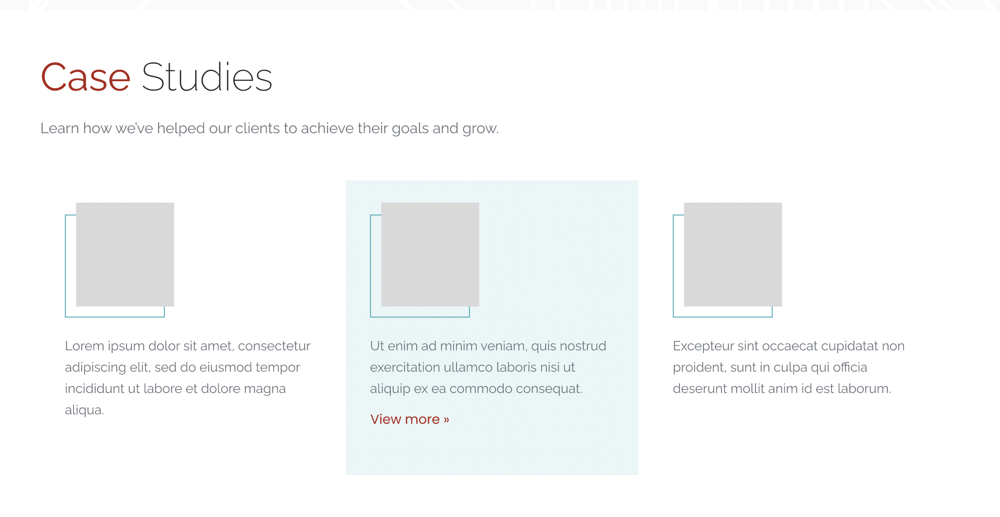 Case Studies
Learn how we’ve helped our clients to achieve their goals and grow.
Lorem ipsum dolor sit amet, consectetur
adipiscing elit, sed do eiusmod tempor
incididunt ut labore et dolore magna
aliqua.
Ut enim ad minim veniam, quis nostrud
exercitation ullamco laboris nisi ut
aliquip ex ea commodo consequat.
View more »
Excepteur sint occaecat cupidatat non
proident, sunt in culpa qui officia
deserunt mollit anim id est laborum.